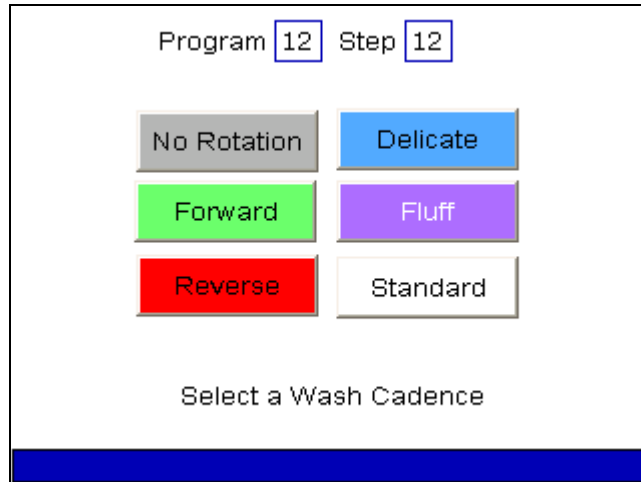 Program 12 Step 12
No Rotation Delicate
Forward Fluff
Reverse Standard
Select a Wash Cadence